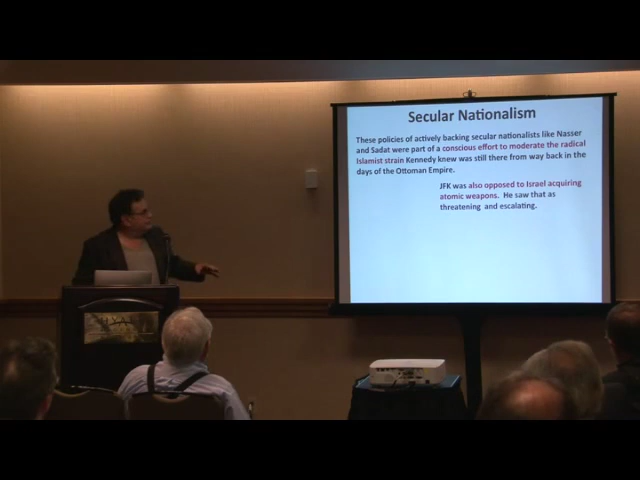 Secular Nationalism
These policies of actively backing secular nationalists like Nasser
and Sadat were part of a conscious effort to moderate the radical
Islamist strain Kennedy knew was still there from way back in the
days of the Ottoman Empire.
JFK was also opposed to Israel acquiring
atomic weapons. He saw that as
threatening and escalating.